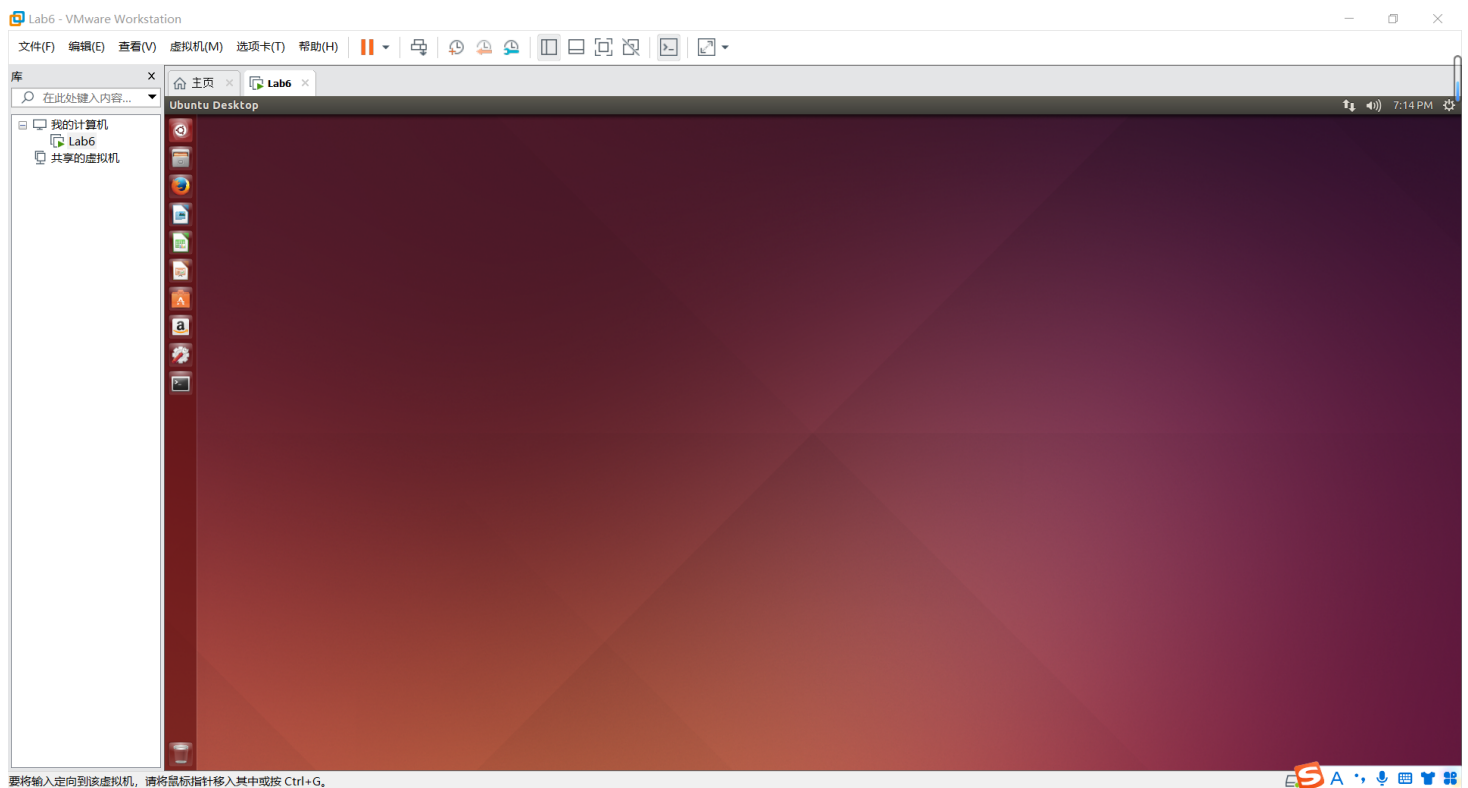 Lab6 - VMware Workstation
文件(F) 编辑(E) 查看(V) 虚拟机(M) 选项卡(T) 帮助(H)
库 x
在此处键入内容...
我的计算机
Lab6
共享的虚拟机
主页 ×
Lab6 ×
Ubuntu Desktop 7:14 PM
要将输入定向到该虚拟机，请将鼠标指针移入其中或按 Ctrl+G。